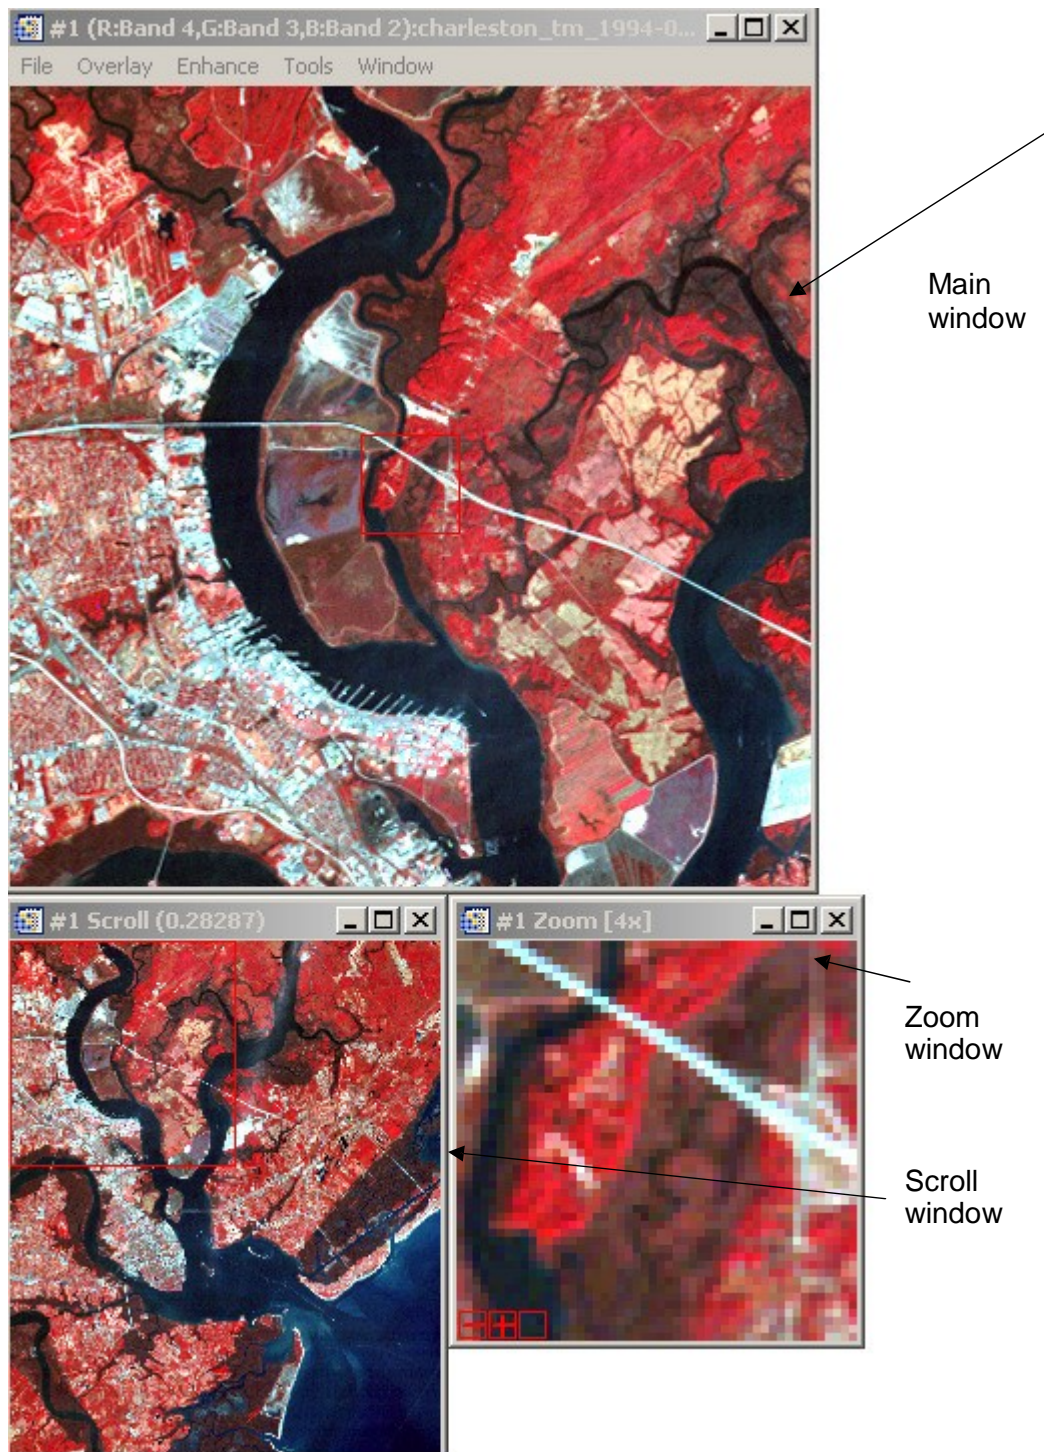 #1 (R:Band 4,G:Band 3,B:Band 2):charleston_tm_1994-0...
File Overlay Enhance Tools Window
Main
window
#1 Scroll (0.28287)
#1 Zoom [4x]
Zoom
window
Scroll
window